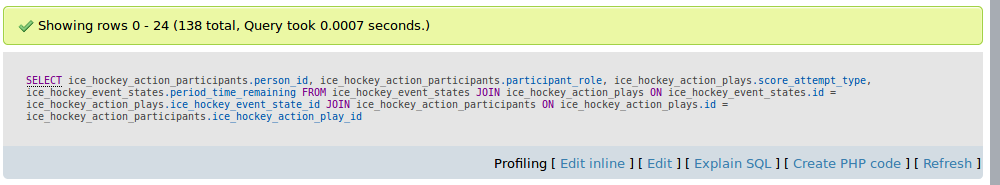 Showing rows 0 - 24 (138 total, Query took 0.0007 seconds.)
SELECT ice_hockey_action_participants.person_id, ice_hockey_action_participants.participant_role, ice_hockey_action_plays.score_attempt_type,
ice_hockey_event_states.period_time_remaining FROM ice_hockey_event_states JOIN ice_hockey_action_plays ON ice_hockey_event_states.id =
ice_hockey_action_plays.ice_hockey_event_state_id JOIN ice_hockey_action_participants ON ice_hockey_action_plays.id =
ice_hockey_action_participants.ice_hockey_action_play_id
Profiling [ Edit inline ] [ Edit ] [ Explain SQL ] [ Create PHP code ] [ Refresh ]